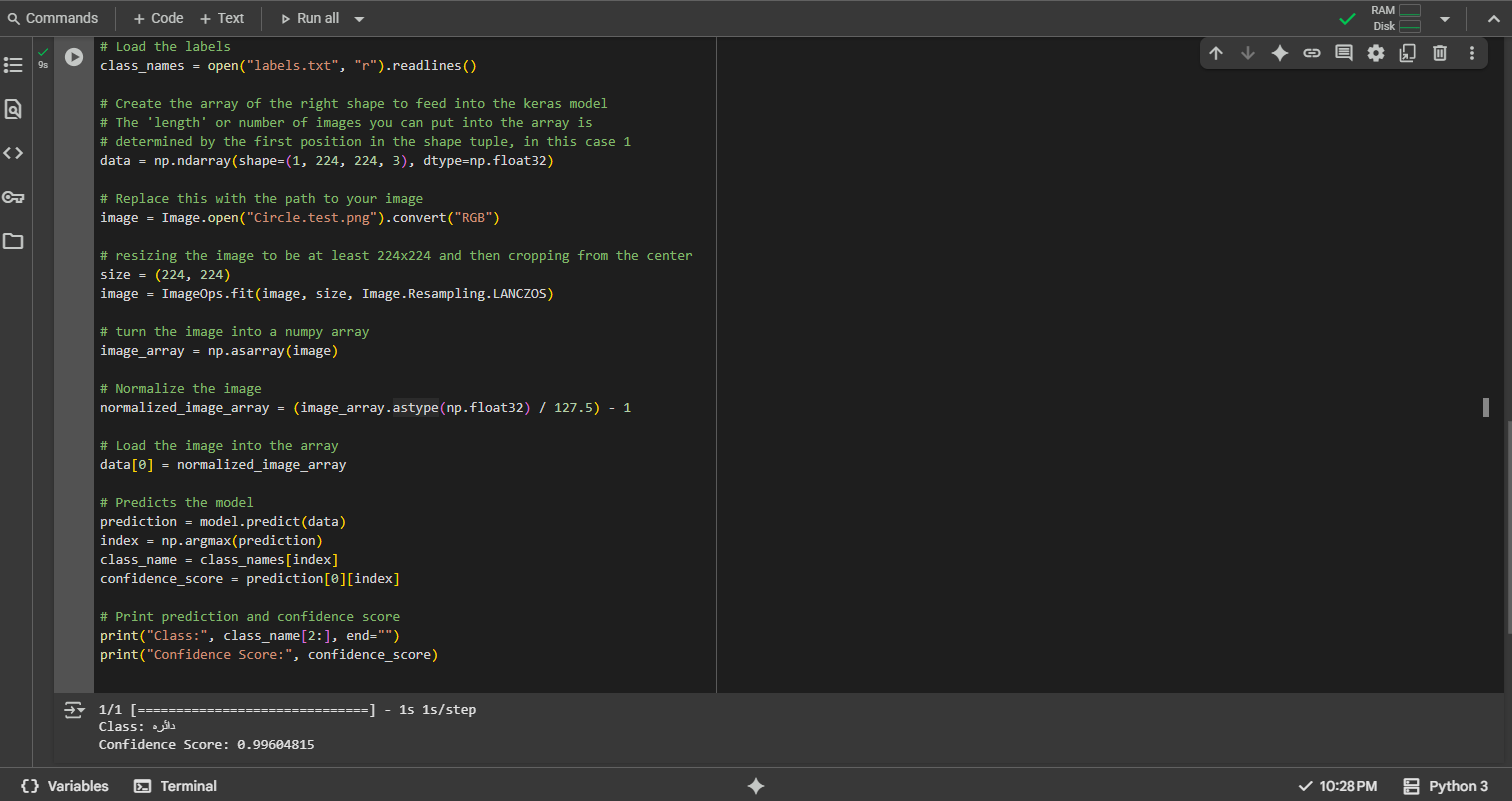 Commands + Code + Text Run all RAM Disk
9s
# Load the labels
class_names = open("labels.txt", "r").readlines()
# Create the array of the right shape to feed into the keras model
# The 'length' or number of images you can put into the array is
# determined by the first position in the shape tuple, in this case 1
data = np.ndarray(shape=(1, 224, 224, 3), dtype=np.float32)
# Replace this with the path to your image
image = Image.open("Circle.test.png").convert("RGB")
# resizing the image to be at least 224x224 and then cropping from the center
size = (224, 224)
image = ImageOps.fit(image, size, Image.Resampling.LANCZOS)
# turn the image into a numpy array
image_array = np.asarray(image)
# Normalize the image
normalized_image_array = (image_array.astype(np.float32) / 127.5) - 1
# Load the image into the array
data[0] = normalized_image_array
# Predicts the model
prediction = model.predict(data)
index = np.argmax(prediction)
class_name = class_names[index]
confidence_score = prediction[0][index]
# Print prediction and confidence score
print("Class:", class_name[2:], end="")
print("Confidence Score:", confidence_score)
1/1 [==============================] - 1s 1s/step
Class: دائره
Confidence Score: 0.99604815
{} Variables Terminal 10:28 PM Python 3